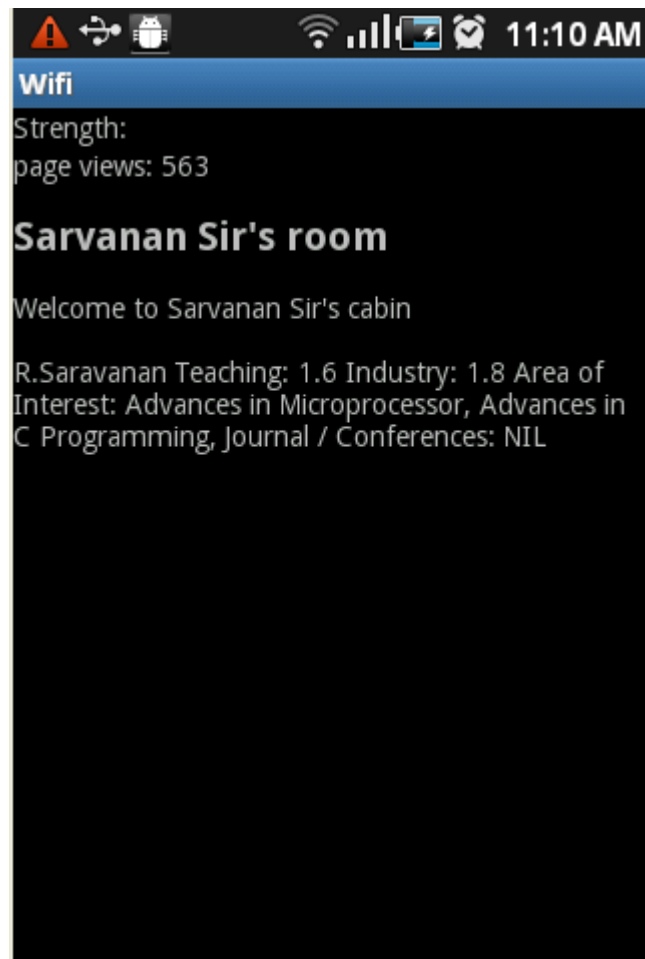 11:10 AM
Wifi
Strength:
page views: 563
Sarvanan Sir's room
Welcome to Sarvanan Sir's cabin
R.Saravanan Teaching: 1.6 Industry: 1.8 Area of
Interest: Advances in Microprocessor, Advances in
C Programming, Journal / Conferences: NIL